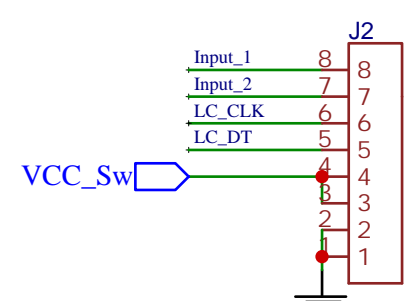 J2
Input_1 8 8
Input_2 7 7
LC_CLK 6 6
LC_DT 5 5
VCC_Sw 4 4
3 3
2 2
1 1